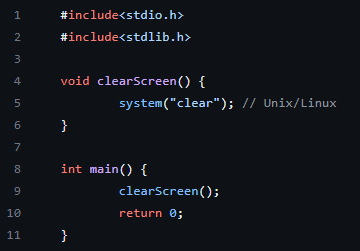 1 #include<stdio.h>
2 #include<stdlib.h>
3
4 void clearScreen() {
5         system("clear"); // Unix/Linux
6 }
7
8 int main() {
9         clearScreen();
10         return 0;
11 }